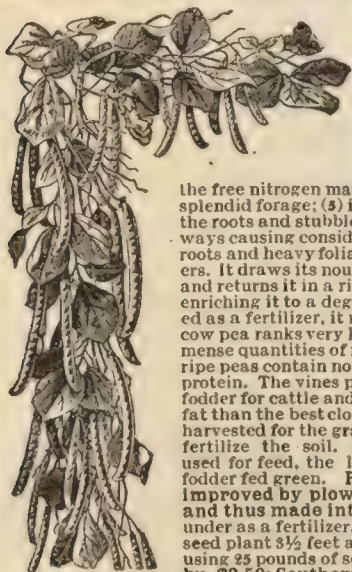 the free nitrogen ma
splendid forage; (5) i
the roots and stubble
ways causing consid
roots and heavy folia
ers. It draws its nou
and returns it in a ri
enriching it to a deg
ed as a fertilizer, it r
cow pea ranks very
mense quantities of
ripe peas contain no
protein. The vines p
fodder for cattle and
fat than the best clo
harvested for the gra
fertilize the soil.
used for feed, the l
fodder fed green.
improved by plow
and thus made int
under as a fertilizer.
seed plant 3½ feet a
using 25 pounds of s